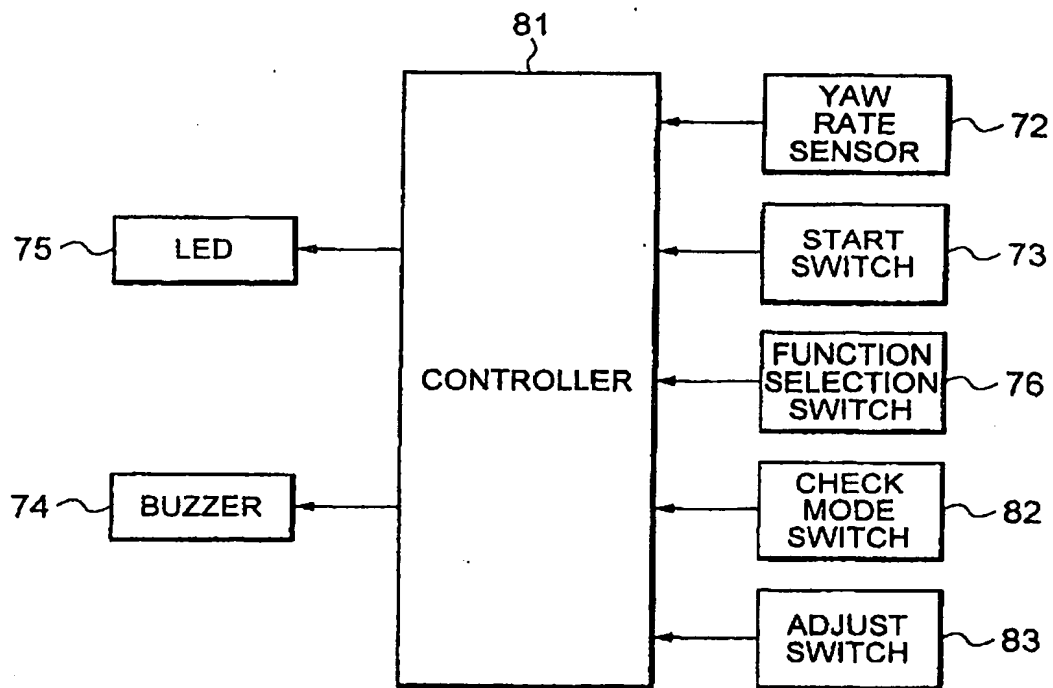 81
YAW
RATE
SENSOR
72
75
LED
START
SWITCH
73
CONTROLLER
FUNCTION
SELECTION
SWITCH
76
74
BUZZER
CHECK
MODE
SWITCH
82
ADJUST
SWITCH
83